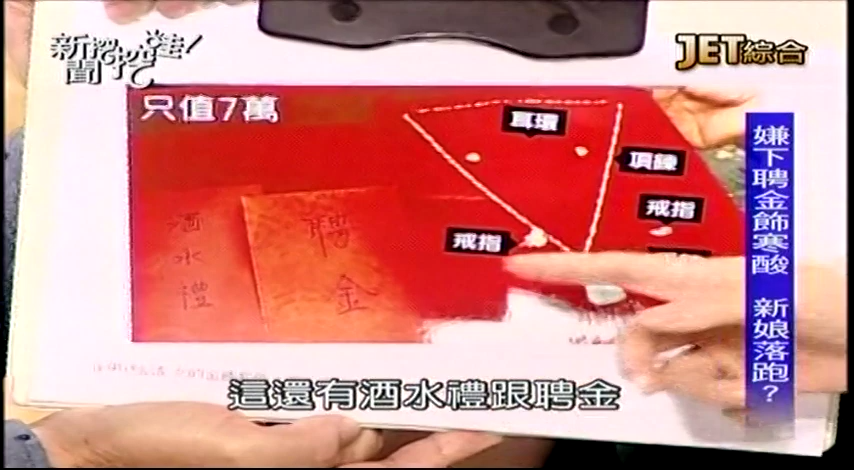 新聞挖挖哇!
JET綜合
只值7萬
耳環
項鍊
戒指
戒指
酒水禮
聘金
嫌下聘金飾寒酸 新娘落跑?
這還有酒水禮跟聘金